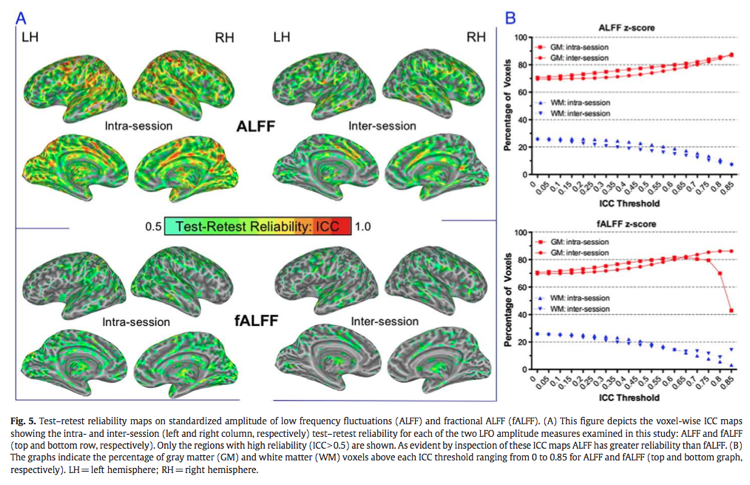 A
LH
RH
LH
RH
Intra-session
ALFF
Inter-session
0.5 Test-Retest Reliability: ICC 1.0
Intra-session
fALFF
Inter-session
B
ALFF z-score
Percentage of Voxels
100
80
60
40
20
0
GM: intra-session
GM: inter-session
WM: intra-session
WM: inter-session
0 0.05 0.1 0.15 0.2 0.25 0.3 0.35 0.4 0.45 0.5 0.55 0.6 0.65 0.7 0.75 0.8 0.85
ICC Threshold
fALFF z-score
Percentage of Voxels
100
80
60
40
20
0
GM: intra-session
GM: inter-session
WM: intra-session
WM: inter-session
0 0.05 0.1 0.15 0.2 0.25 0.3 0.35 0.4 0.45 0.5 0.55 0.6 0.65 0.7 0.75 0.8 0.85
ICC Threshold
Fig. 5. Test–retest reliability maps on standardized amplitude of low frequency fluctuations (ALFF) and fractional ALFF (fALFF). (A) This figure depicts the voxel-wise ICC maps
showing the intra- and inter-session (left and right column, respectively) test–retest reliability for each of the two LFO amplitude measures examined in this study: ALFF and fALFF
(top and bottom row, respectively). Only the regions with high reliability (ICC>0.5) are shown. As evident by inspection of these ICC maps ALFF has greater reliability than fALFF. (B)
The graphs indicate the percentage of gray matter (GM) and white matter (WM) voxels above each ICC threshold ranging from 0 to 0.85 for ALFF and fALFF (top and bottom graph,
respectively). LH = left hemisphere; RH = right hemisphere.